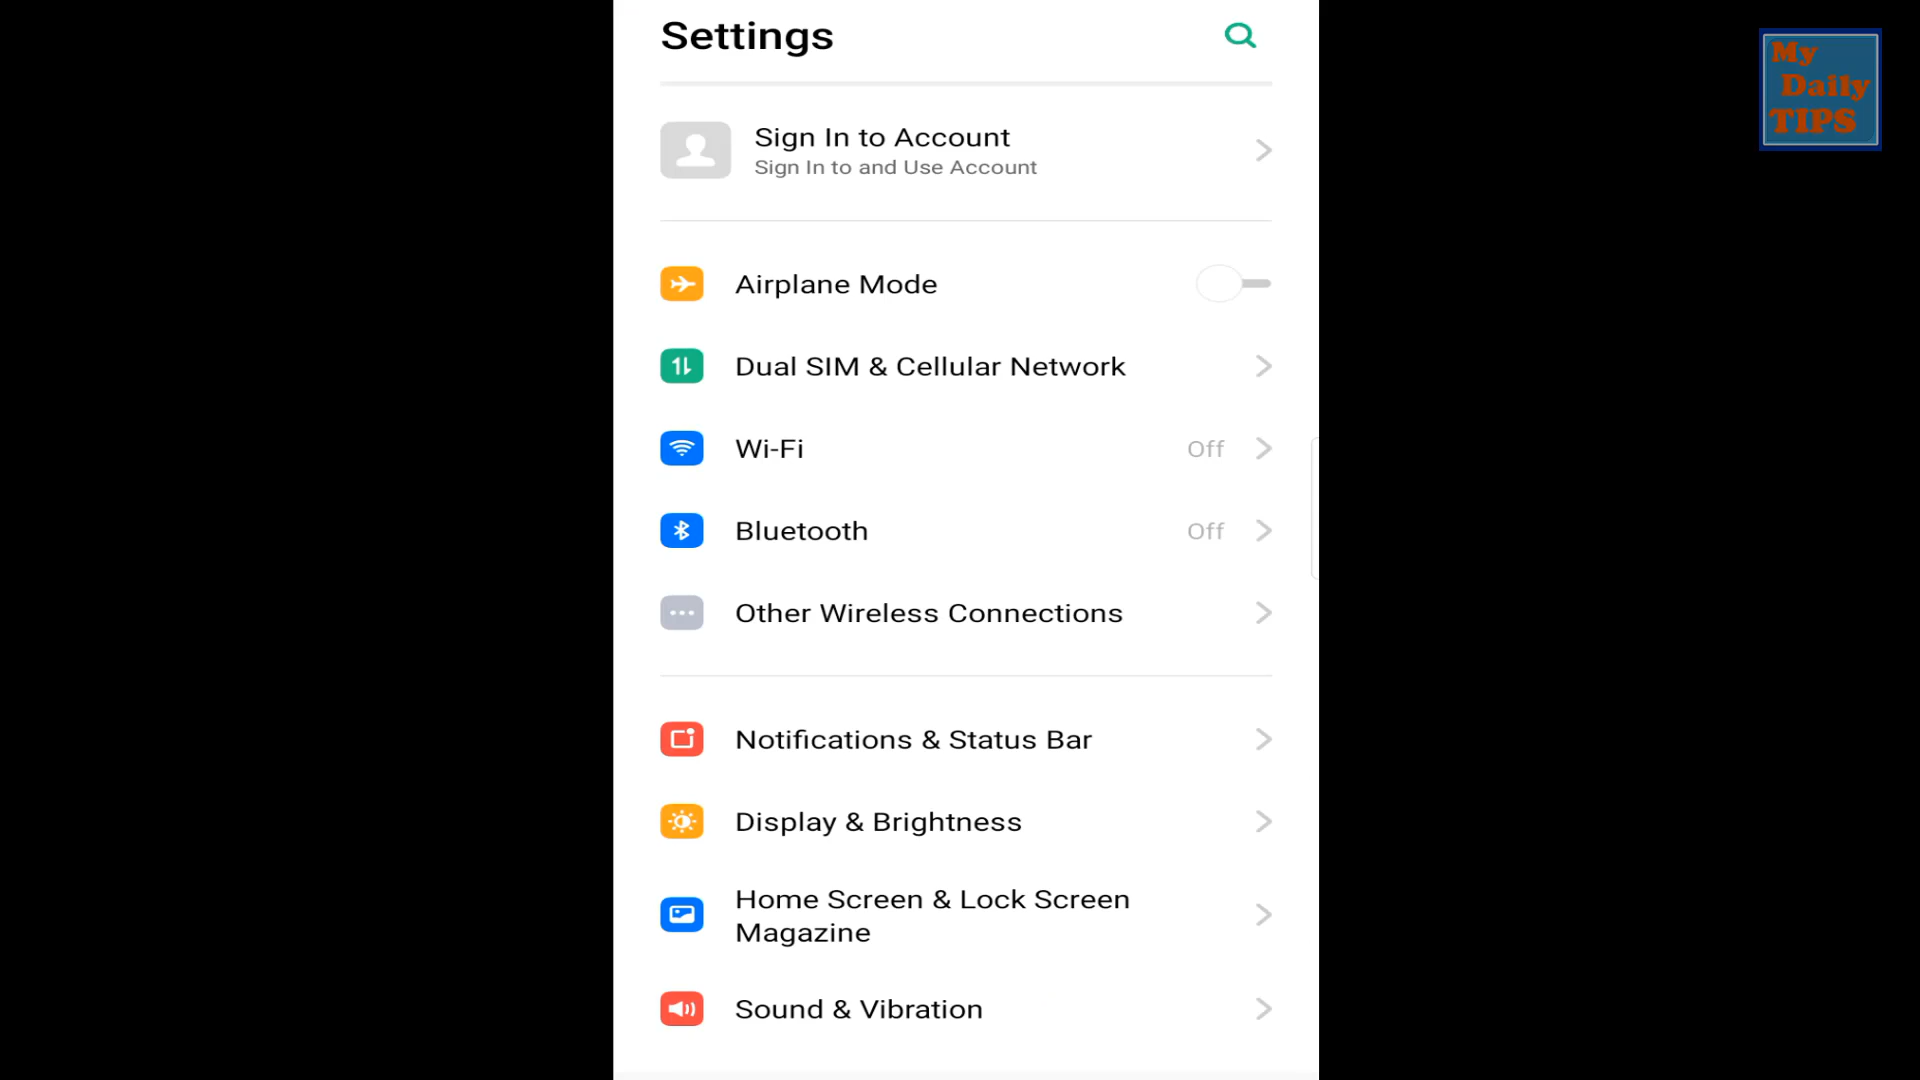 Settings
My
Daily
TIPS
Sign In to Account
Sign In to and Use Account
Airplane Mode
Dual SIM & Cellular Network
Wi-Fi Off
Bluetooth Off
Other Wireless Connections
Notifications & Status Bar
Display & Brightness
Home Screen & Lock Screen
Magazine
Sound & Vibration